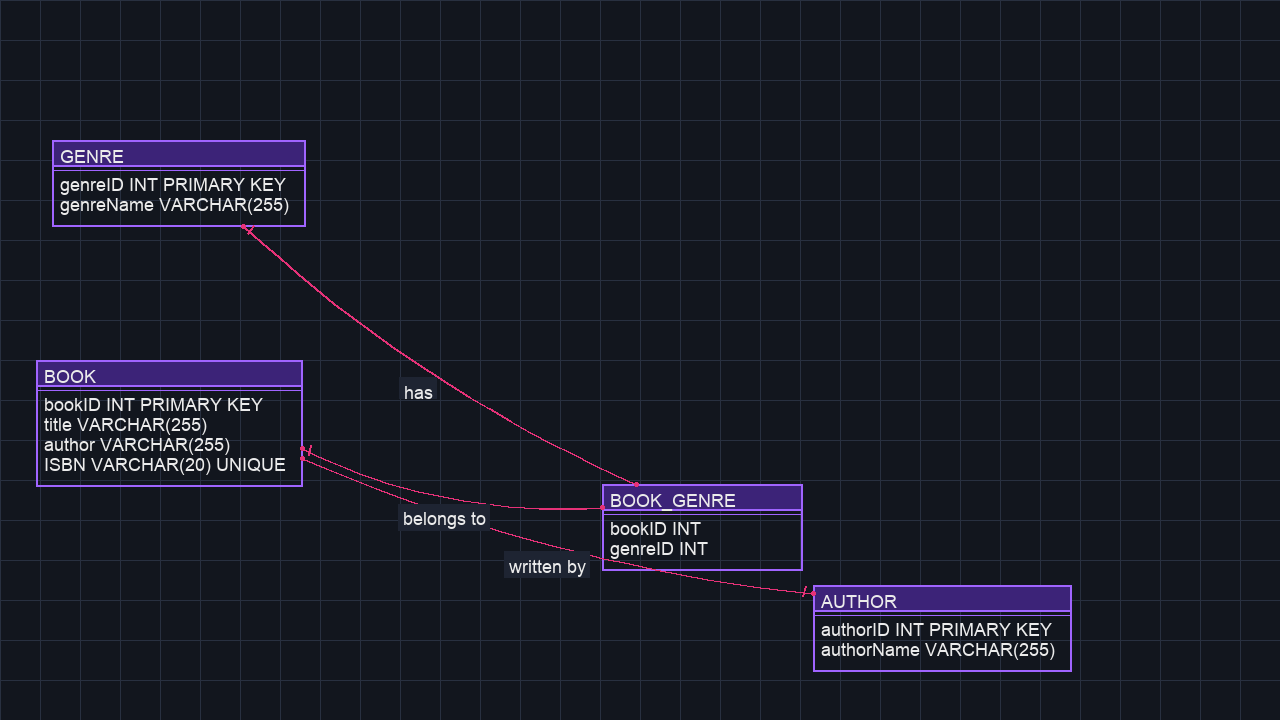 GENRE
genreID INT PRIMARY KEY
genreName VARCHAR(255)
BOOK
bookID INT PRIMARY KEY
title VARCHAR(255)
author VARCHAR(255)
ISBN VARCHAR(20) UNIQUE
has
belongs to
written by
BOOK_GENRE
bookID INT
genreID INT
AUTHOR
authorID INT PRIMARY KEY
authorName VARCHAR(255)